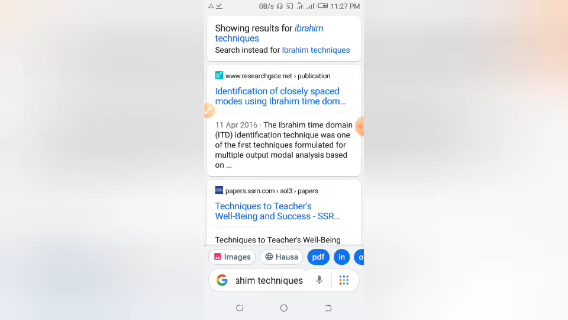 0B/s 11:27 PM
Showing results for Ibrahim
techniques
Search instead for Ibrahim techniques
www.researchgate.net › publication
Identification of closely spaced
modes using Ibrahim time dom...
11 Apr 2016 · The Ibrahim time domain
(ITD) identification technique was one
of the first techniques formulated for
multiple output modal analysis based
on ...
papers.ssrn.com › sol3 › papers
Techniques to Teacher's
Well-Being and Success - SSR...
Techniques to Teacher's Well-Being
Images Hausa pdf in
ahim techniques